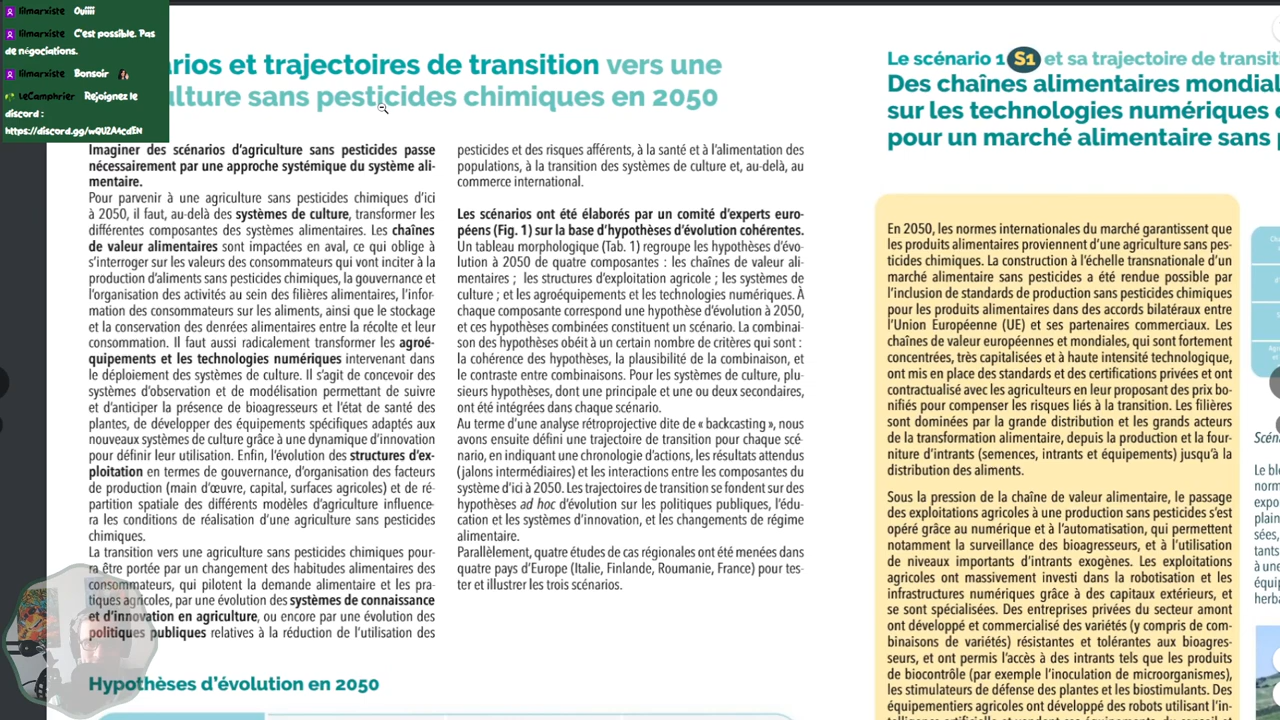 filmarxiste Ouiiii
filmarxiste C'est possible. Pas
de négociations.
filmarxiste Bonsoir
LeCamphrier Rejoignez le
discord :
arios et trajectoires de transition vers une
ulture sans pesticides chimiques en 2050
Imaginer des scénarios d'agriculture sans pesticides passe
nécessairement par une approche systémique du système ali-
mentaire.
Pour parvenir à une agriculture sans pesticides chimiques d'ici
à 2050, il faut, au-delà des systèmes de culture, transformer les
différentes composantes des systèmes alimentaires. Les chaînes
de valeur alimentaires sont impactées en aval, ce qui oblige à
s'interroger sur les valeurs des consommateurs qui vont inciter à la
production d'aliments sans pesticides chimiques, la gouvernance et
l'organisation des activités au sein des filières alimentaires, l'infor-
mation des consommateurs sur les aliments, ainsi que le stockage
et la conservation des denrées alimentaires entre la récolte et leur
consommation. Il faut aussi radicalement transformer les agroé-
quipements et les technologies numériques intervenant dans
le déploiement des systèmes de culture. Il s'agit de concevoir des
systèmes d'observation et de modélisation permettant de suivre
et d'anticiper la présence de bioagresseurs et l'état de santé des
plantes, de développer des équipements spécifiques adaptés aux
nouveaux systèmes de culture grâce à une dynamique d'innovation
pour définir leur utilisation. Enfin, l'évolution des structures d'ex-
ploitation en termes de gouvernance, d'organisation des facteurs
de production (main d'œuvre, capital, surfaces agricoles) et de ré-
partition spatiale des différents modèles d'agriculture influence-
ra les conditions de réalisation d'une agriculture sans pesticides
chimiques.
La transition vers une agriculture sans pesticides chimiques pour-
ra être portée par un changement des habitudes alimentaires des
consommateurs, qui pilotent la demande alimentaire et les pra-
tiques agricoles, par une évolution des systèmes de connaissance
et d'innovation en agriculture, ou encore par une évolution des
politiques publiques relatives à la réduction de l'utilisation des
pesticides et des risques afférents, à la santé et à l'alimentation des
populations, à la transition des systèmes de culture et, au-delà, au
commerce international.
Les scénarios ont été élaborés par un comité d'experts euro-
péens (Fig. 1) sur la base d'hypothèses d'évolution cohérentes.
Un tableau morphologique (Tab. 1) regroupe les hypothèses d'évo-
lution à 2050 de quatre composantes : les chaînes de valeur ali-
mentaires ; les structures d'exploitation agricole ; les systèmes de
culture ; et les agroéquipements et les technologies numériques. À
chaque composante correspond une hypothèse d'évolution à 2050,
et ces hypothèses combinées constituent un scénario. La combinai-
son des hypothèses obéit à un certain nombre de critères qui sont :
la cohérence des hypothèses, la plausibilité de la combinaison, et
le contraste entre combinaisons. Pour les systèmes de culture, plu-
sieurs hypothèses, dont une principale et une ou deux secondaires,
ont été intégrées dans chaque scénario.
Au terme d'une analyse rétroprojective dite de « backcasting », nous
avons ensuite défini une trajectoire de transition pour chaque scé-
nario, en indiquant une chronologie d'actions, les résultats attendus
(jalons intermédiaires) et les interactions entre les composantes du
système d'ici à 2050. Les trajectoires de transition se fondent sur des
hypothèses ad hoc d'évolution sur les politiques publiques, l'édu-
cation et les systèmes d'innovation, et les changements de régime
alimentaire.
Parallèlement, quatre études de cas régionales ont été menées dans
quatre pays d'Europe (Italie, Finlande, Roumanie, France) pour tes-
ter et illustrer les trois scénarios.
Hypothèses d'évolution en 2050
Le scénario 1 S1 et sa trajectoire de transiti
Des chaînes alimentaires mondial
sur les technologies numériques
pour un marché alimentaire sans
En 2050, les normes internationales du marché garantissent que
les produits alimentaires proviennent d'une agriculture sans pes-
ticides chimiques. La construction à l'échelle transnationale d'un
marché alimentaire sans pesticides a été rendue possible par
l'inclusion de standards de production sans pesticides chimiques
pour les produits alimentaires dans des accords bilatéraux entre
l'Union Européenne (UE) et ses partenaires commerciaux. Les
chaînes de valeur européennes et mondiales, qui sont fortement
concentrées, très capitalisées et à haute intensité technologique,
ont mis en place des standards et des certifications privées et ont
contractualisé avec les agriculteurs en leur proposant des prix bo-
nifiés pour compenser les risques liés à la transition. Les filières
sont dominées par la grande distribution et les grands acteurs
de la transformation alimentaire, depuis la production et la four-
niture d'intrants (semences, intrants et équipements) jusqu'à la
distribution des aliments.
Sous la pression de la chaîne de valeur alimentaire, le passage
des exploitations agricoles à une production sans pesticides s'est
opéré grâce au numérique et à l'automatisation, qui permettent
notamment la surveillance des bioagresseurs, et à l'utilisation
de niveaux importants d'intrants exogènes. Les exploitations
agricoles ont massivement investi dans la robotisation et les
infrastructures numériques grâce à des capitaux extérieurs, et
se sont spécialisées. Des entreprises privées du secteur amont
ont développé et commercialisé des variétés (y compris de com-
binaisons de variétés) résistantes et tolérantes aux bioagres-
seurs, et ont permis l'accès à des intrants tels que les produits
de biocontrôle (par exemple l'inoculation de microorganismes),
les stimulateurs de défense des plantes et les biostimulants. Des
équipementiers agricoles ont développé des robots utilisant l'in-
Scéna
Le bl
norm
expo
plain
sées,
tants
à une
équip
herba